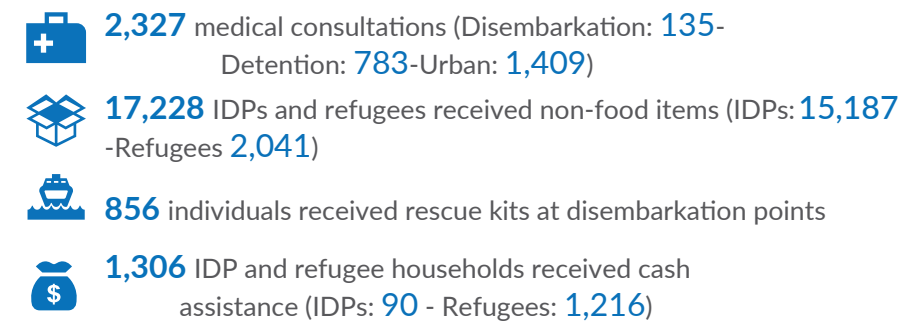 2,327 medical consultations (Disembarkation: 135-
Detention: 783-Urban: 1,409)
17,228 IDPs and refugees received non-food items (IDPs: 15,187
-Refugees 2,041)
856 individuals received rescue kits at disembarkation points
1,306 IDP and refugee households received cash
$
assistance (IDPs: 90 - Refugees: 1,216)